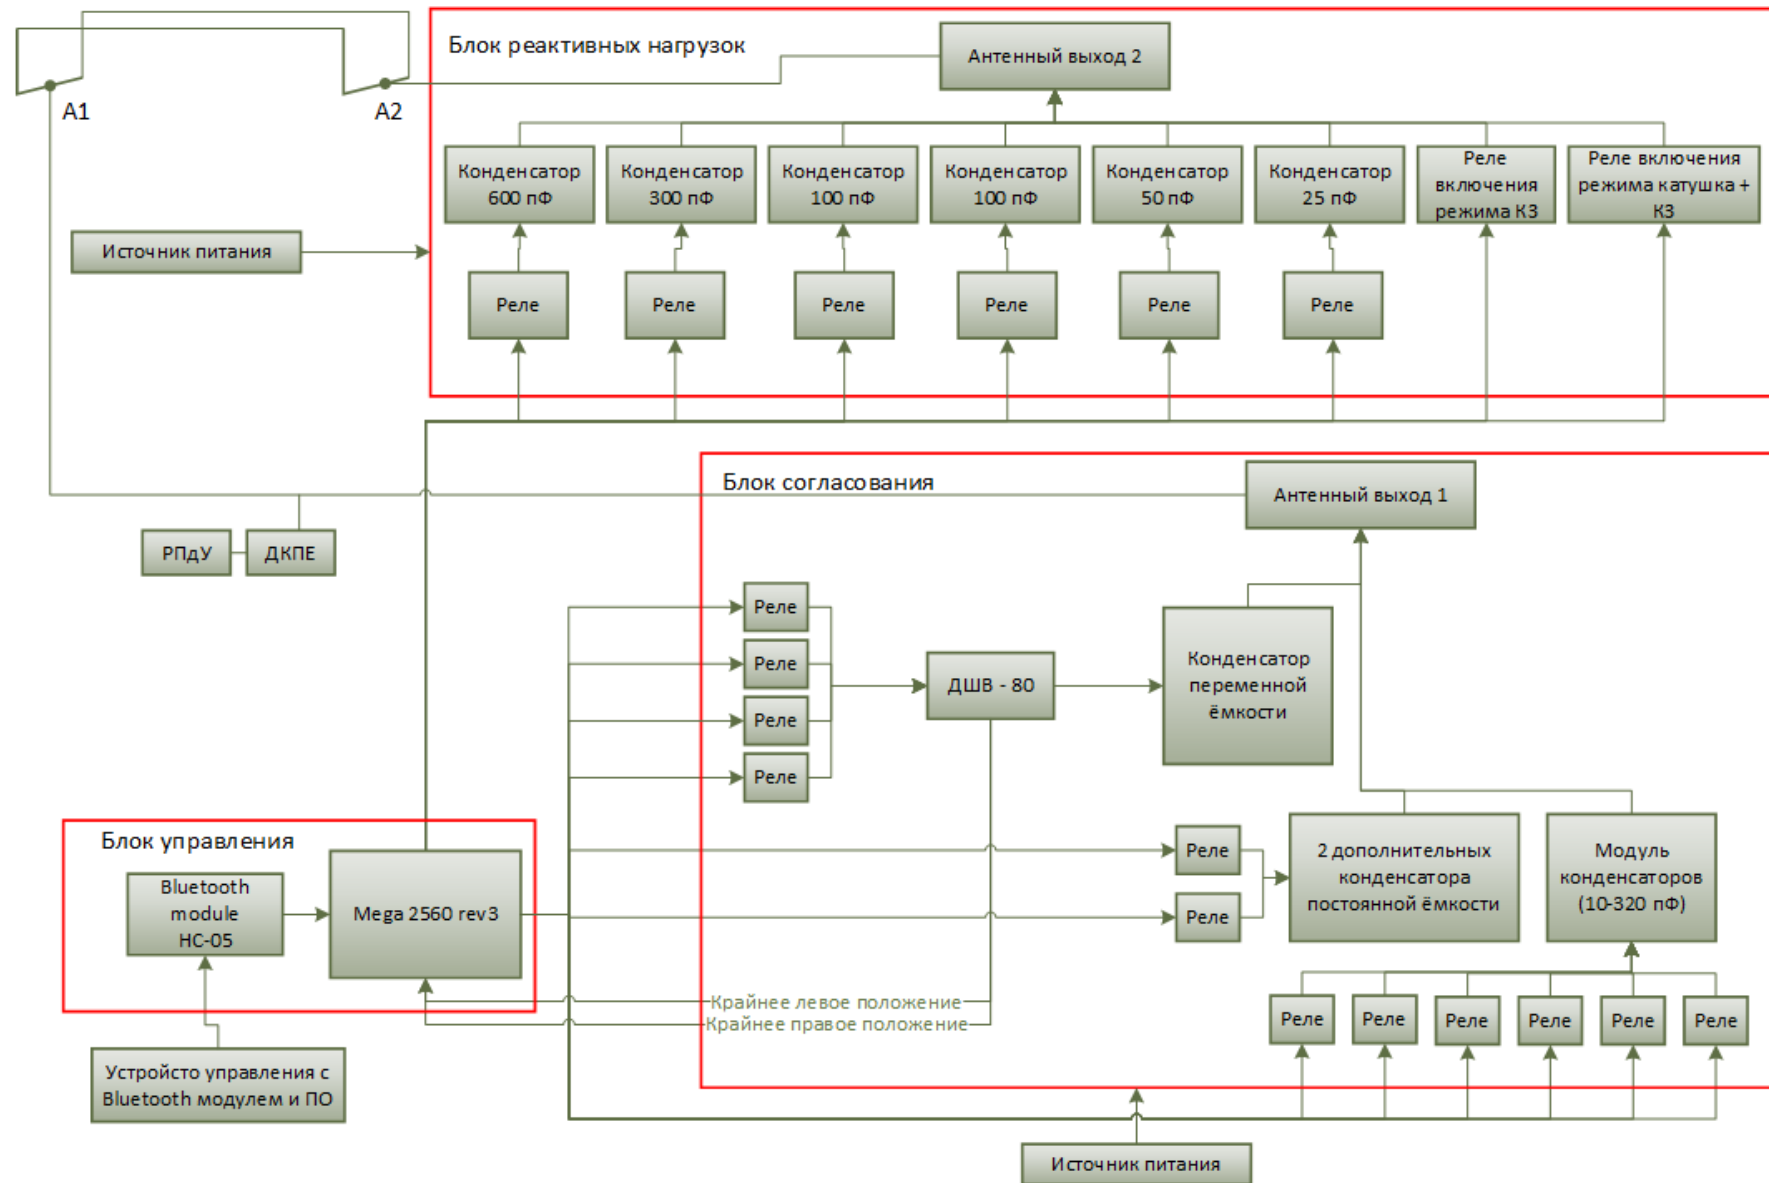 Блок реактивных нагрузок
Антенный выход 2
А1
А2
Конденсатор
600 пФ
Конденсатор
300 пФ
Конденсатор
100 пФ
Конденсатор
100 пФ
Конденсатор
50 пФ
Конденсатор
25 пФ
Реле
включения
режима КЗ
Реле включения
режима катушка +
КЗ
Источник питания
Реле
Реле
Реле
Реле
Реле
Реле
Блок согласования
Антенный выход 1
РПдУ
ДКПЕ
Реле
Реле
Реле
Реле
ДШВ - 80
Конденсатор
переменной
ёмкости
Блок управления
Bluetooth
module
HC-05
Mega 2560 rev3
Реле
Реле
2 дополнительных
конденсатора
постоянной ёмкости
Модуль
конденсаторов
(10-320 пФ)
Крайнее левое положение
Крайнее правое положение
Реле
Реле
Реле
Реле
Реле
Реле
Устройсто управления с
Bluetooth модулем и ПО
Источник питания